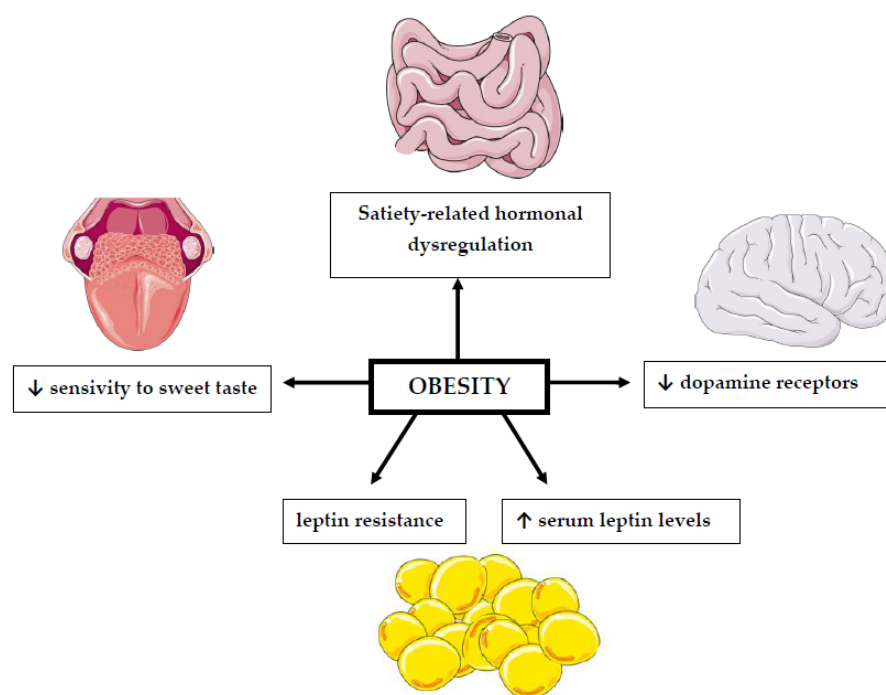 Satiety-related hormonal
dysregulation
↓ sensivity to sweet taste
OBESITY
↓ dopamine receptors
leptin resistance
↑ serum leptin levels